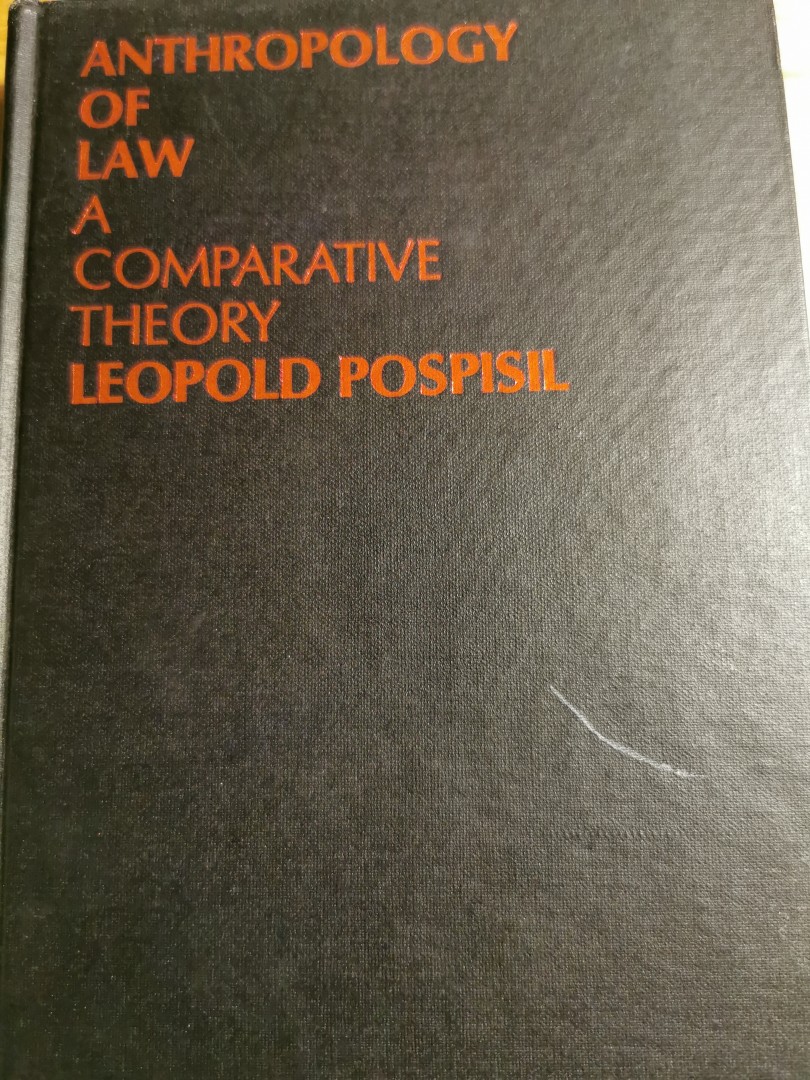 ANTHROPOLOGY
OF
LAW
A
COMPARATIVE
THEORY
LEOPOLD POSPISIL